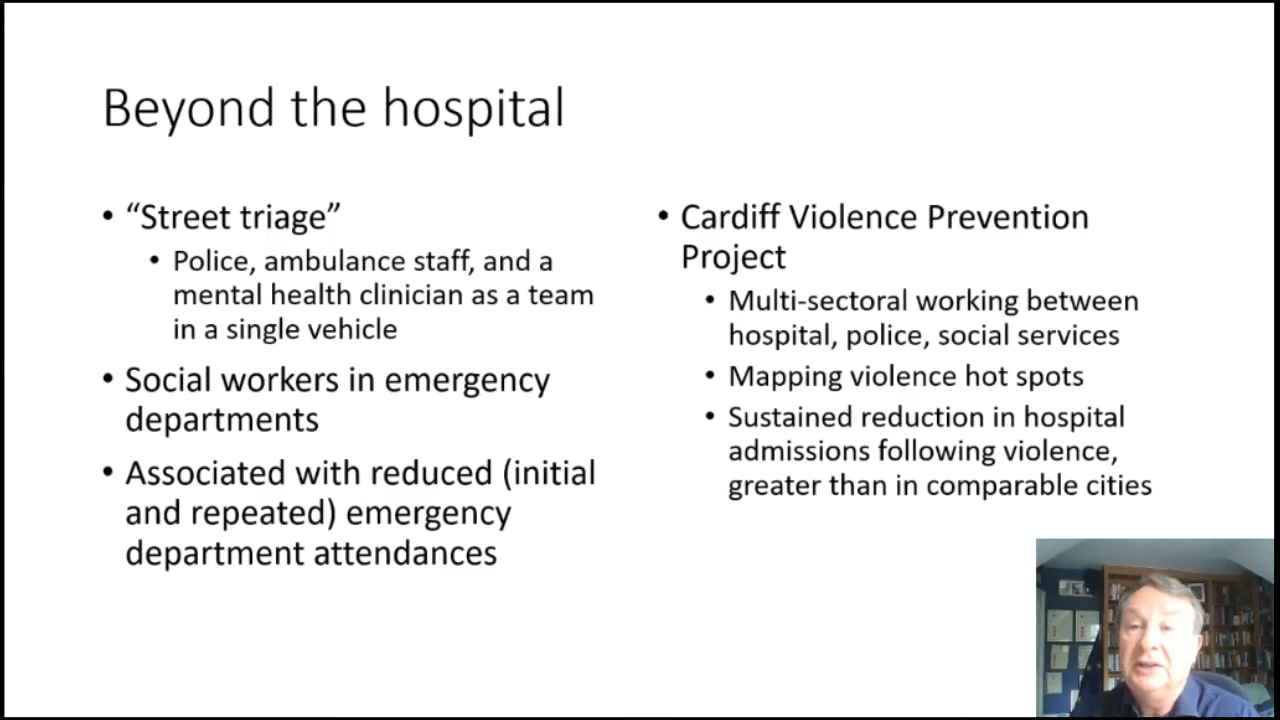 Beyond the hospital
• “Street triage”
• Police, ambulance staff, and a
mental health clinician as a team
in a single vehicle
• Social workers in emergency
departments
• Associated with reduced (initial
and repeated) emergency
department attendances
• Cardiff Violence Prevention
Project
• Multi-sectoral working between
hospital, police, social services
• Mapping violence hot spots
• Sustained reduction in hospital
admissions following violence,
greater than in comparable cities